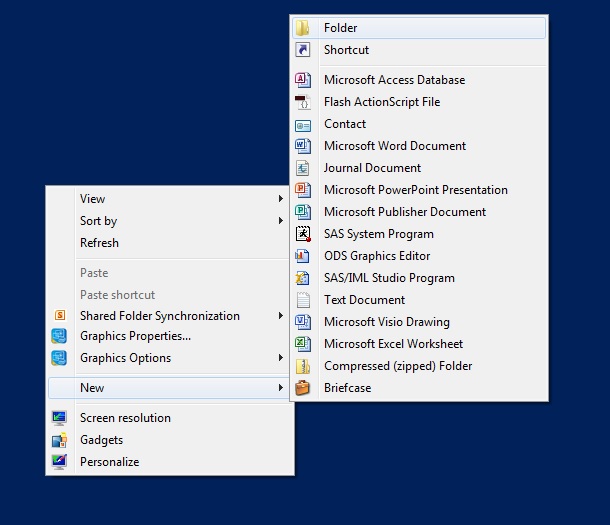 View
Sort by
Refresh
Paste
Paste shortcut
Shared Folder Synchronization
Graphics Properties...
Graphics Options
New
Screen resolution
Gadgets
Personalize
Folder
Shortcut
Microsoft Access Database
Flash ActionScript File
Contact
Microsoft Word Document
Journal Document
Microsoft PowerPoint Presentation
Microsoft Publisher Document
SAS System Program
ODS Graphics Editor
SAS/IML Studio Program
Text Document
Microsoft Visio Drawing
Microsoft Excel Worksheet
Compressed (zipped) Folder
Briefcase